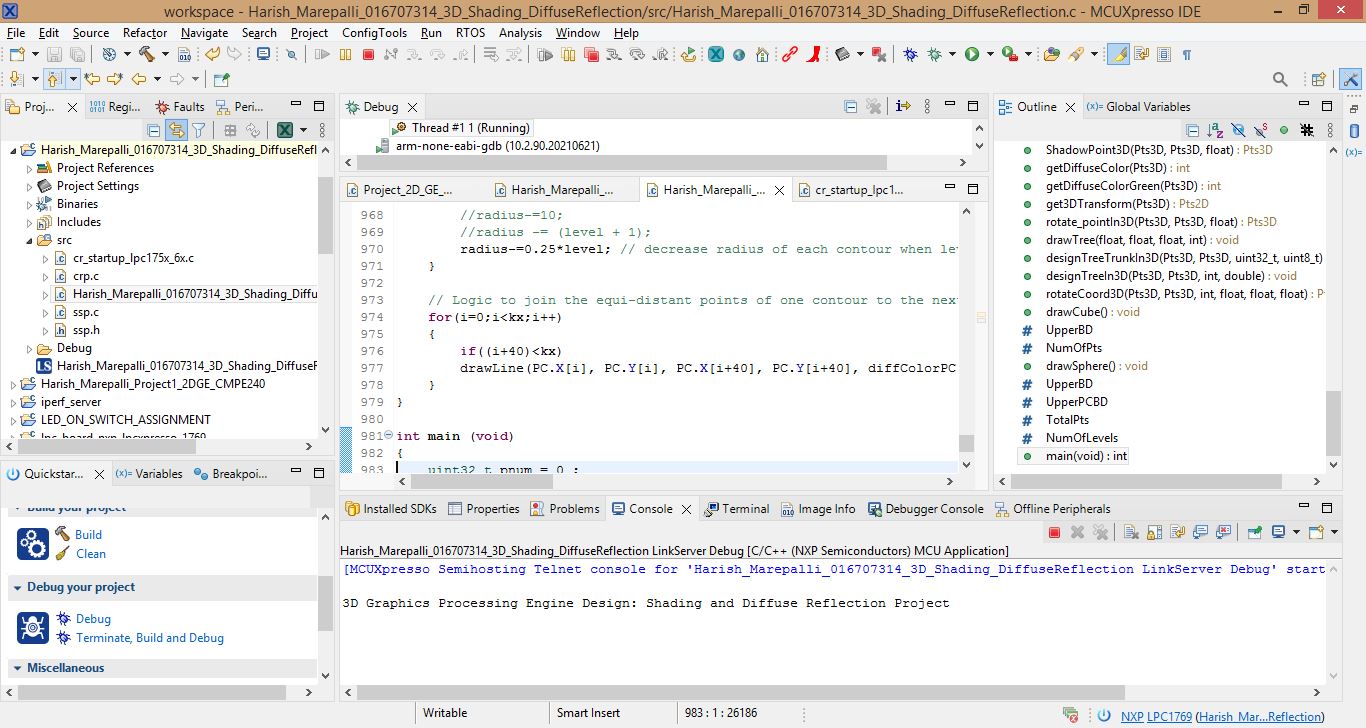 workspace - Harish_Marepalli_016707314_3D_Shading_DiffuseReflection/src/Harish_Marepalli_016707314_3D_Shading_DiffuseReflection.c - MCUXpresso IDE
File Edit Source Refactor Navigate Search Project ConfigTools Run RTOS Analysis Window Help
Proj... Regi... Faults Peri...
Harish_Marepalli_016707314_3D_Shading_DiffuseRefl
Project References
Project Settings
Binaries
Includes
src
cr_startup_lpc175x_6x.c
crp.c
Harish_Marepalli_016707314_3D_Shading_Diffu
ssp.c
ssp.h
Debug
Harish_Marepalli_016707314_3D_Shading_DiffuseF
Harish_Marepalli_Project1_2DGE_CMPE240
iperf_server
LED_ON_SWITCH_ASSIGNMENT
lpc_board_nxp_lpcxpresso_1769
Quickstar... (x)= Variables Breakpoi...
Build your project
Build
Clean
Debug your project
Debug
Terminate, Build and Debug
Miscellaneous
Debug
Thread #1 1 (Running)
arm-none-eabi-gdb (10.2.90.20210621)
Project_2D_GE_... Harish_Marepalli_... Harish_Marepalli_... cr_startup_lpc1...
968 //radius-=10;
969 //radius -= (level + 1);
970 radius-=0.25*level; // decrease radius of each contour when le
971 }
972
973 // Logic to join the equi-distant points of one contour to the nex
974 for(i=0;i<kx;i++)
975 {
976 if((i+40)<kx)
977 drawLine(PC.X[i], PC.Y[i], PC.X[i+40], PC.Y[i+40], diffColorPC
978 }
979 }
980
981 int main (void)
982 {
983 uint32_t pnum = 0 ;
Outline (x)= Global Variables
ShadowPoint3D(Pts3D, Pts3D, float) : Pts3D
getDiffuseColor(Pts3D) : int
getDiffuseColorGreen(Pts3D) : int
get3DTransform(Pts3D) : Pts2D
rotate_pointIn3D(Pts3D, Pts3D, float) : Pts3D
drawTree(float, float, float, int) : void
designTreeTrunkIn3D(Pts3D, Pts3D, uint32_t, uint8_t)
designTreeIn3D(Pts3D, Pts3D, int, double) : void
rotateCoord3D(Pts3D, Pts3D, int, float, float, float) : P
drawCube() : void
UpperBD
NumOfPts
drawSphere() : void
UpperBD
UpperPCBD
TotalPts
NumOfLevels
main(void) : int
Installed SDKs Properties Problems Console Terminal Image Info Debugger Console Offline Peripherals
Harish_Marepalli_016707314_3D_Shading_DiffuseReflection LinkServer Debug [C/C++ (NXP Semiconductors) MCU Application]
[MCUXpresso Semihosting Telnet console for 'Harish_Marepalli_016707314_3D_Shading_DiffuseReflection LinkServer Debug' start
3D Graphics Processing Engine Design: Shading and Diffuse Reflection Project
Writable Smart Insert 983 : 1 : 26186 NXP LPC1769 (Harish_Mar...Reflection)